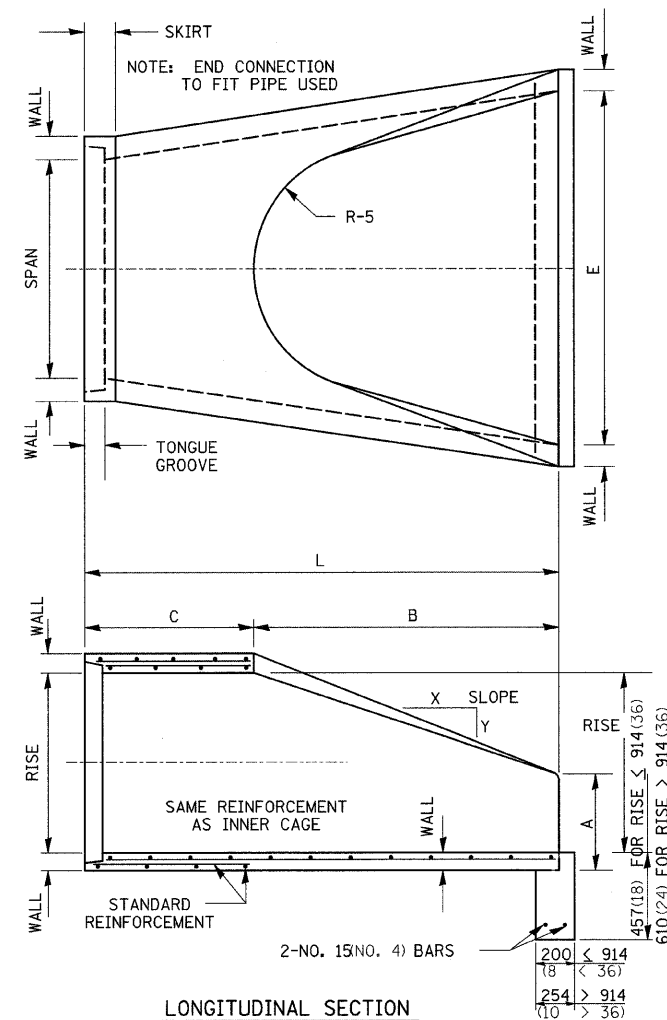 SKIRT
NOTE: END CONNECTION
TO FIT PIPE USED
WALL
WALL
R-5
SPAN
E
WALL
TONGUE
GROOVE
WALL
L
WALL
C
B
X SLOPE
Y
RISE
RISE
SAME REINFORCEMENT
AS INNER CAGE
WALL
A
WALL
STANDARD
REINFORCEMENT
457(18) FOR RISE ≤ 914(36)
610(24) FOR RISE > 914(36)
2-NO. 15(NO. 4) BARS
200 ≤ 914
(8 < 36)
254 > 914
(10 > 36)
LONGITUDINAL SECTION